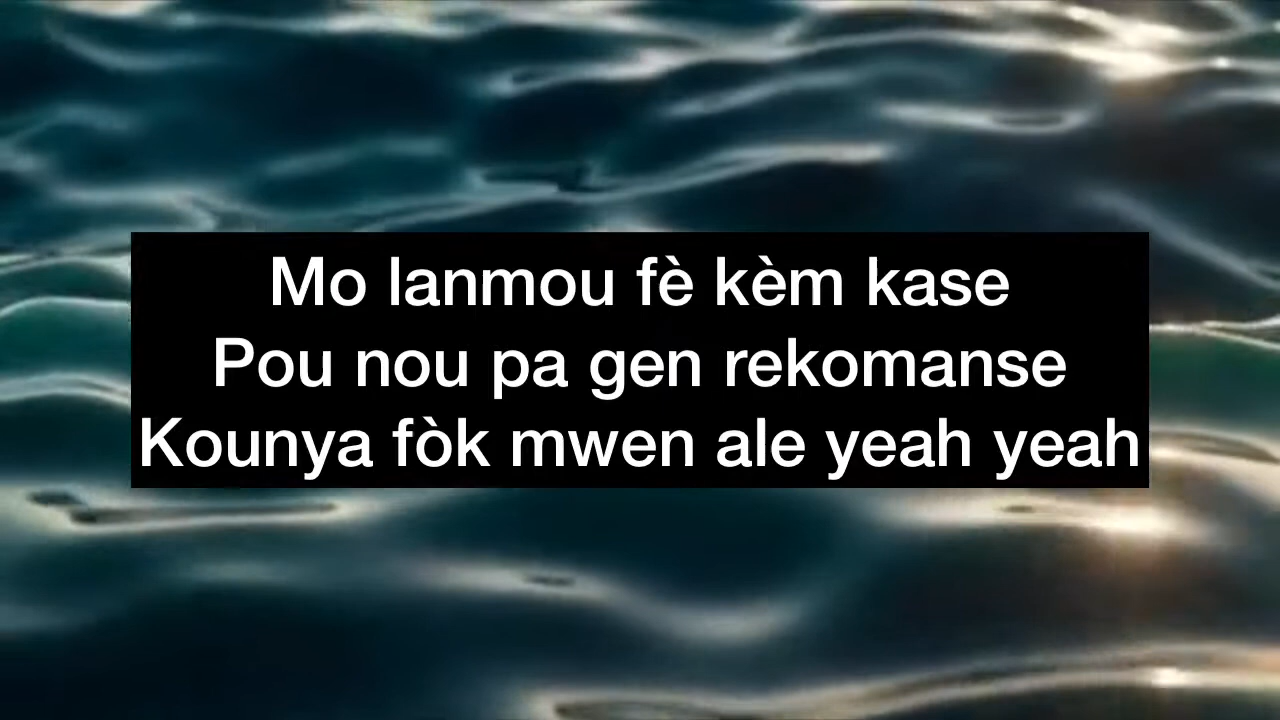 Mo lanmou fè kèm kase
Pou nou pa gen rekomanse
Kounya fòk mwen ale yeah yeah